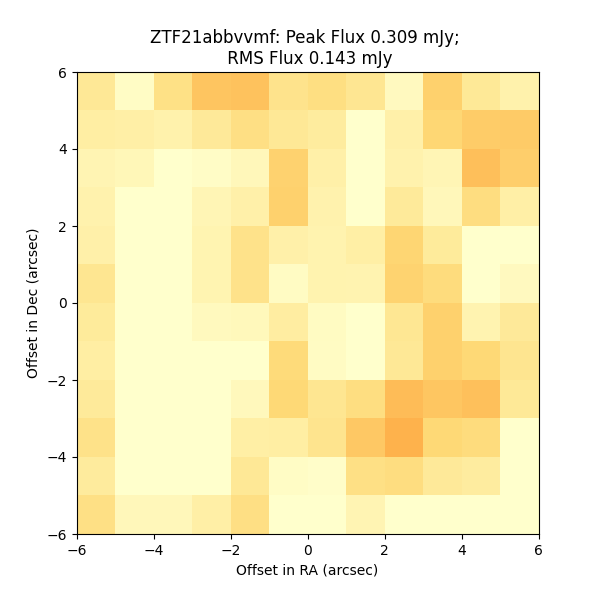 ZTF21abbvvmf: Peak Flux 0.309 mJy;
RMS Flux 0.143 mJy
6
4
2
0
−2
−4
−6
Offset in Dec (arcsec)
−6 −4 −2 0 2 4 6
Offset in RA (arcsec)